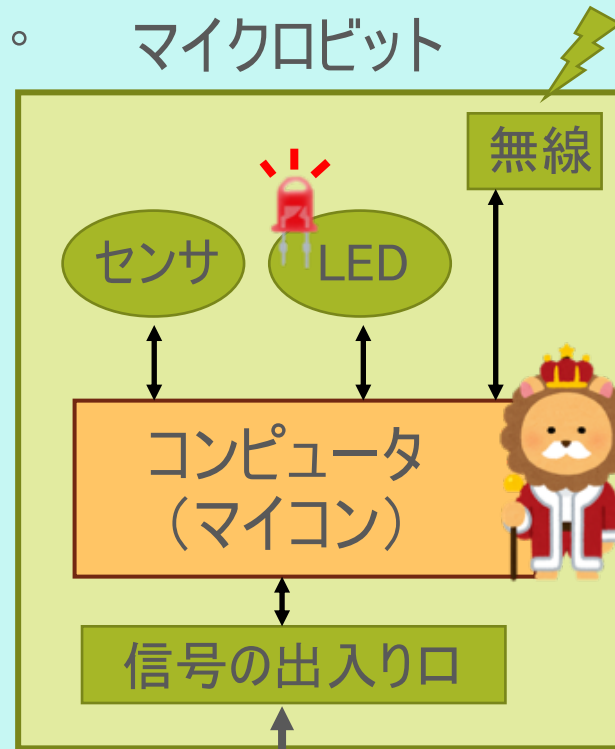 。
マイクロビット
無線
センサ
LED
コンピュータ
（マイコン）
信号の出入り口